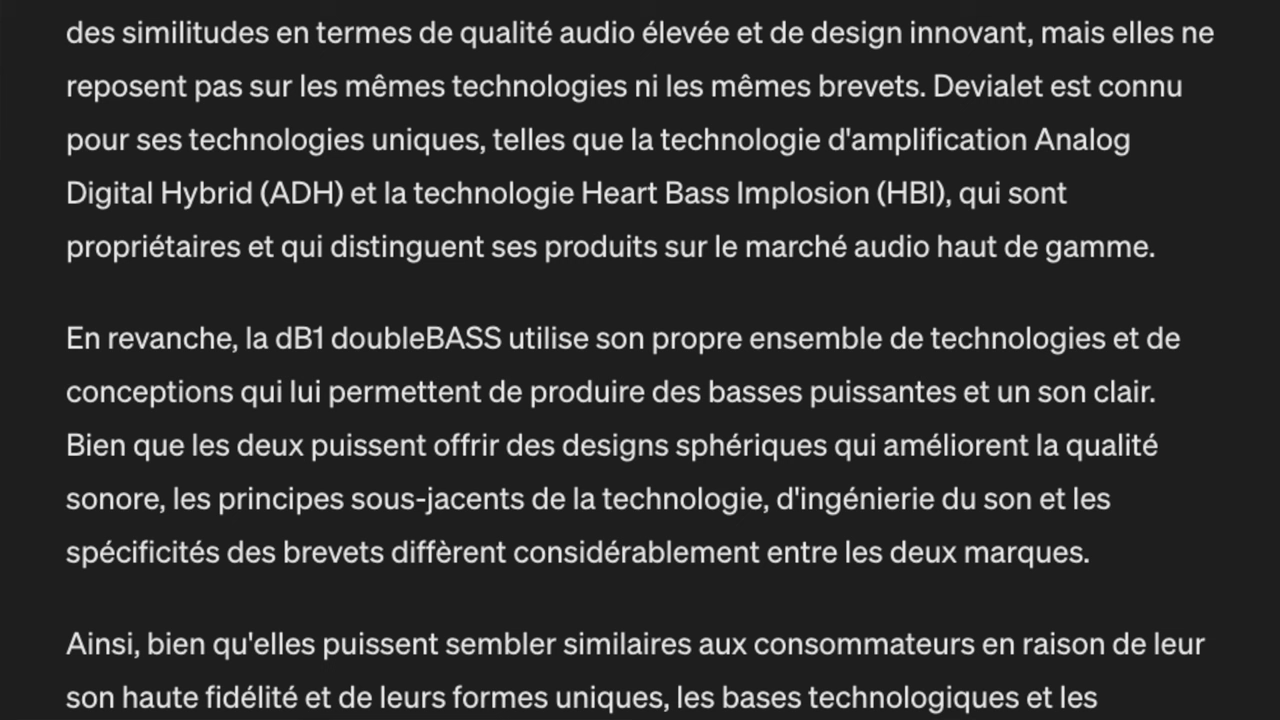 des similitudes en termes de qualité audio élevée et de design innovant, mais elles ne
reposent pas sur les mêmes technologies ni les mêmes brevets. Devialet est connu
pour ses technologies uniques, telles que la technologie d'amplification Analog
Digital Hybrid (ADH) et la technologie Heart Bass Implosion (HBI), qui sont
propriétaires et qui distinguent ses produits sur le marché audio haut de gamme.
En revanche, la dB1 doubleBASS utilise son propre ensemble de technologies et de
conceptions qui lui permettent de produire des basses puissantes et un son clair.
Bien que les deux puissent offrir des designs sphériques qui améliorent la qualité
sonore, les principes sous-jacents de la technologie, d'ingénierie du son et les
spécificités des brevets diffèrent considérablement entre les deux marques.
Ainsi, bien qu'elles puissent sembler similaires aux consommateurs en raison de leur
son haute fidélité et de leurs formes uniques, les bases technologiques et les